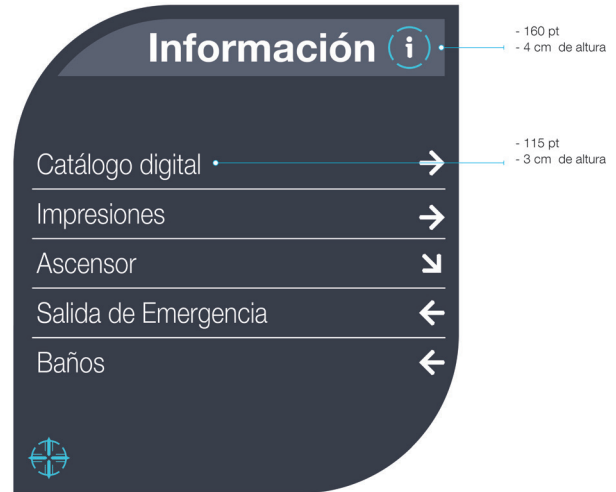 Información i
- 160 pt
- 4 cm de altura
Catálogo digital
- 115 pt
- 3 cm de altura
Impresiones
Ascensor
Salida de Emergencia
Baños